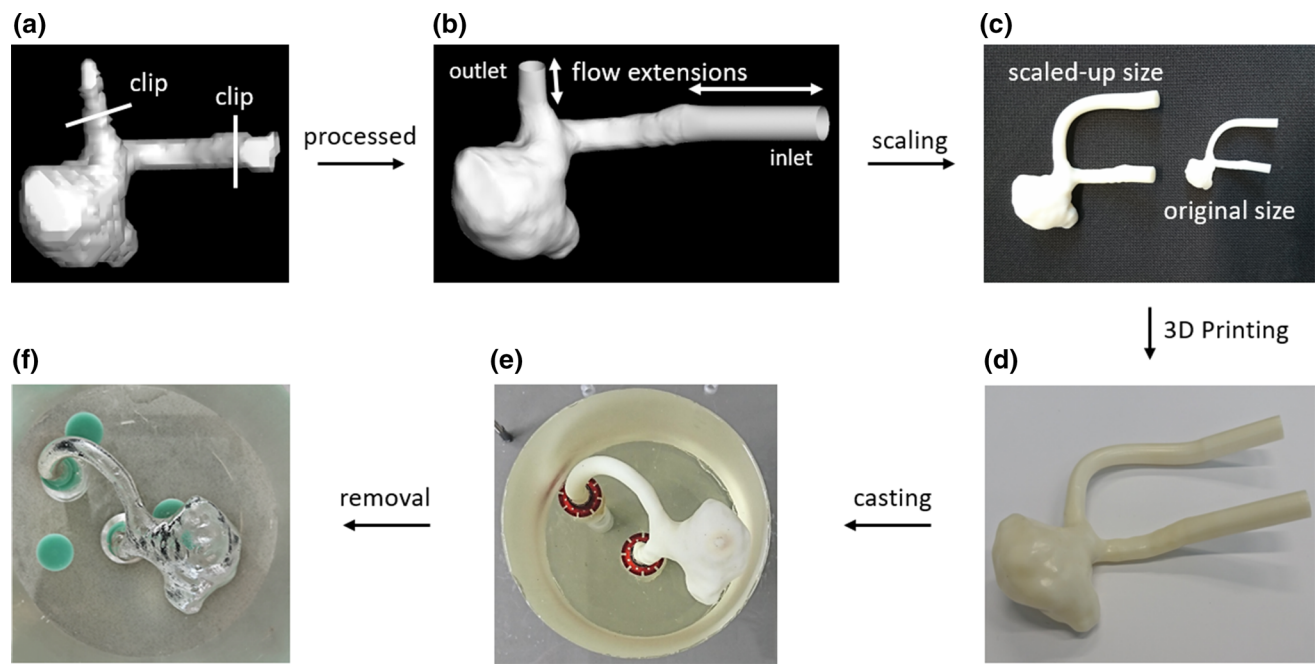 (a)
clip
clip
processed
(b)
outlet
flow extensions
inlet
scaling
(c)
scaled-up size
original size
3D Printing
(d)
casting
(e)
removal
(f)